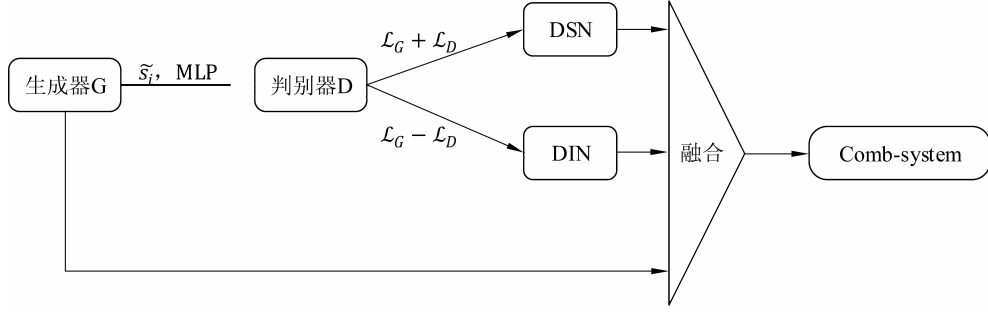 生成器G
s̃ᵢ，MLP
判别器D
ℒ_G + ℒ_D
ℒ_G − ℒ_D
DSN
DIN
融合
Comb-system